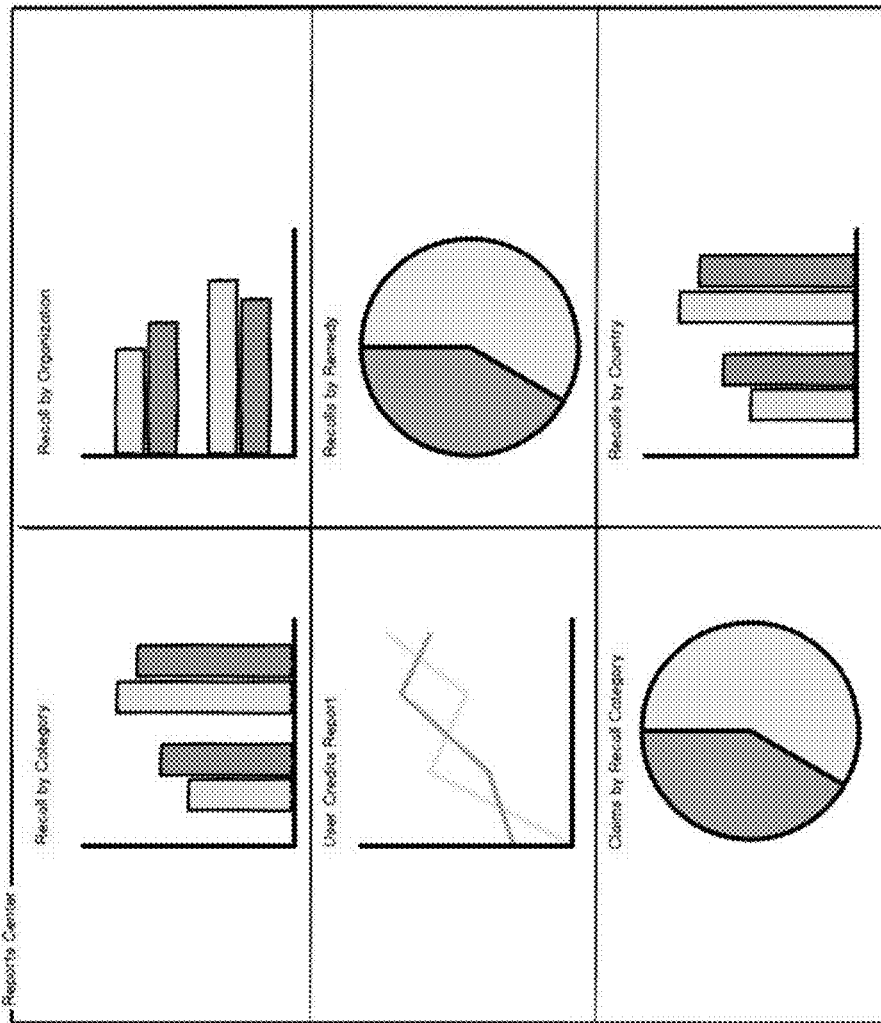 Reports Center
Recall by Category
Recall by Organization
User Credits Report
Recalls by Remedy
Claims by Recall Category
Recalls by Country